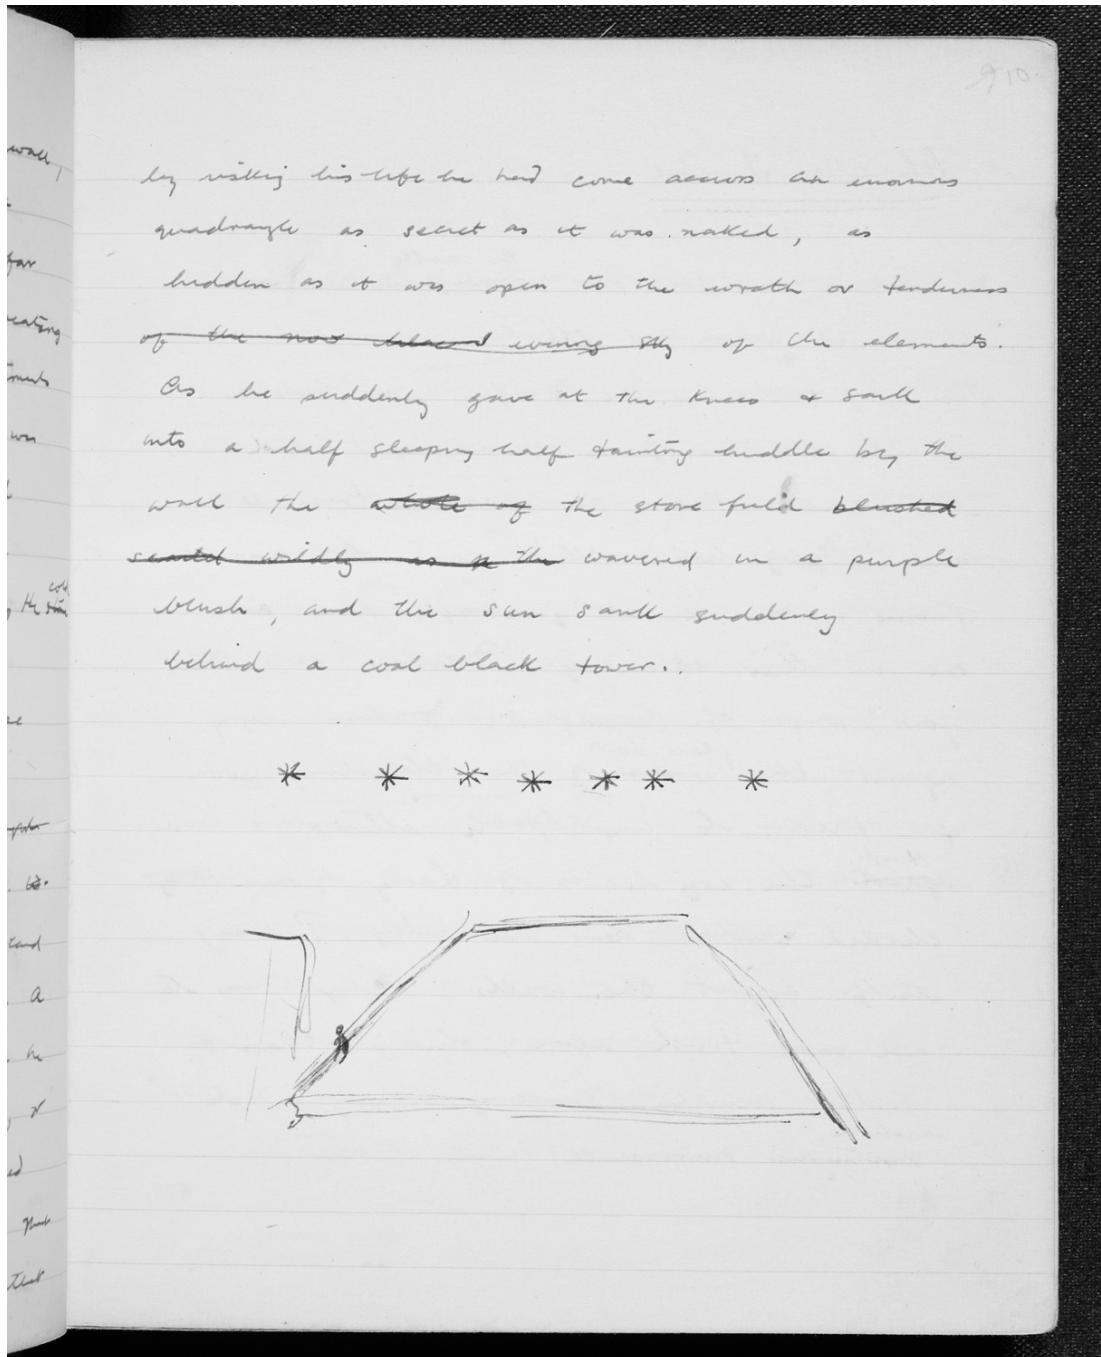 by risking his life he had come across an enormous
quadrangle as secret as it was naked, as
hidden as it was open to the wrath or tenderness
of the now evening sky of the elements.
As he suddenly gave at the knees & sank
into a half sleeping half fainting huddle by the
wall the whole of the stone field blushed
wildly as the wavered in a purple
blush, and the sun sank suddenly
behind a coal black tower..
* * * * * * *